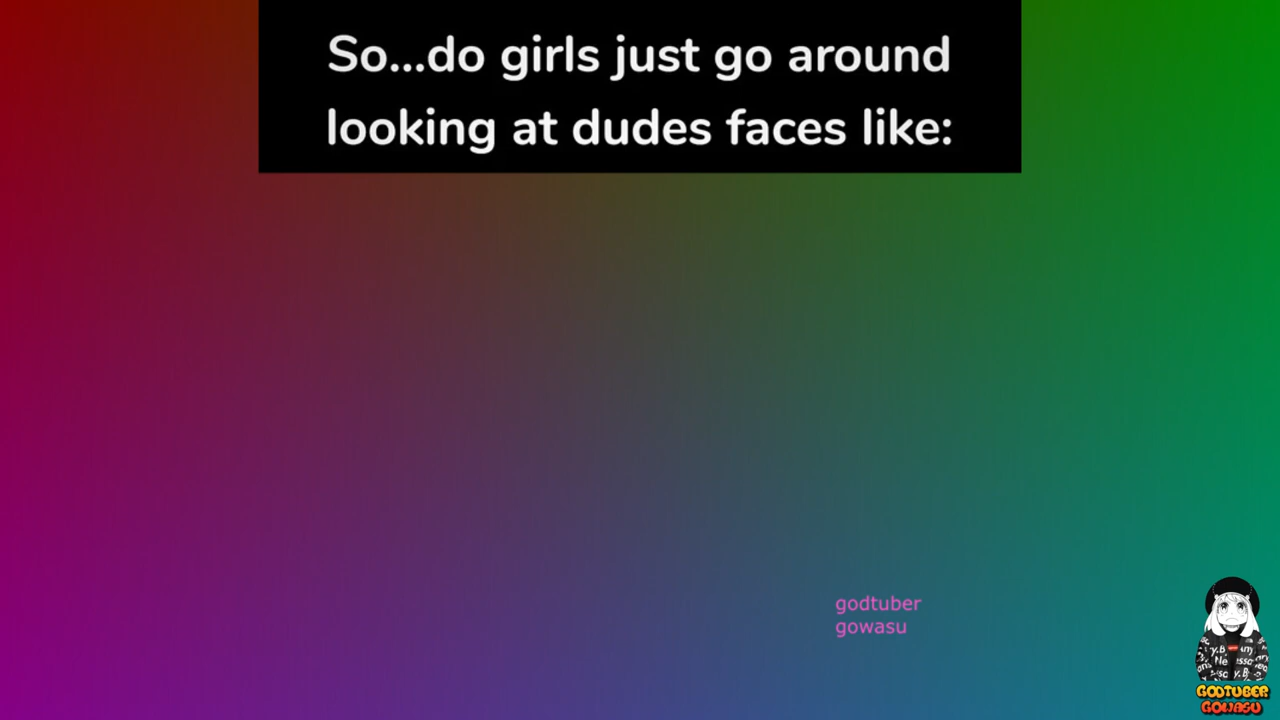 So...do girls just go around
looking at dudes faces like:
godtuber
gowasu
GODTUBER
GOWASU